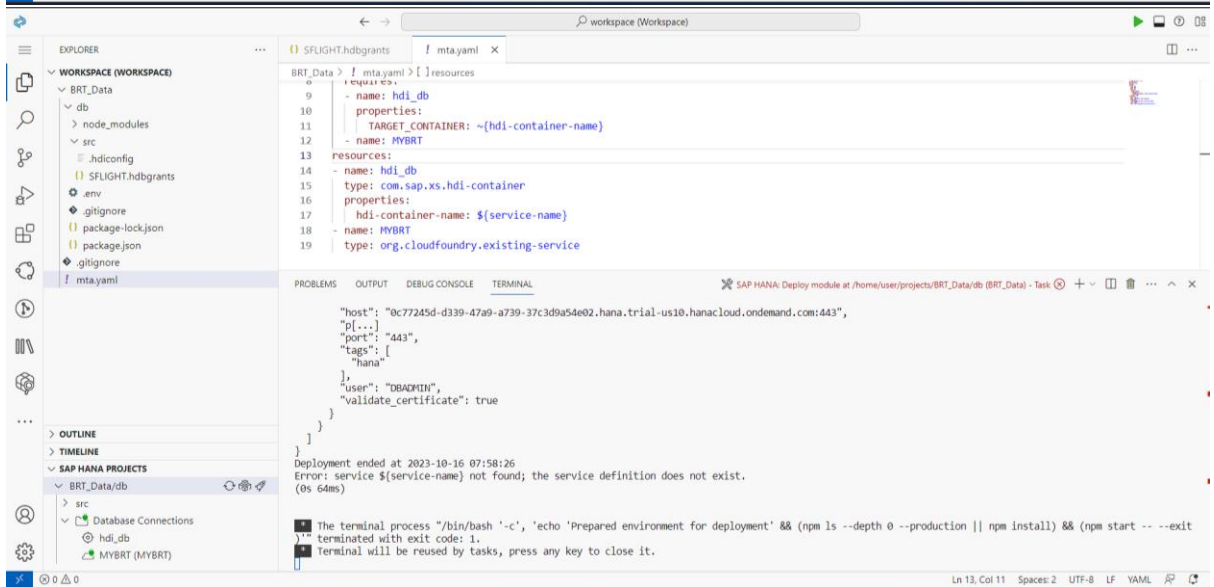 workspace (Workspace)
EXPLORER
WORKSPACE (WORKSPACE)
BRT_Data
db
node_modules
src
.hdiconfig
{} SFLIGHT.hdbgrants
.env
.gitignore
{} package-lock.json
{} package.json
.gitignore
! mta.yaml
OUTLINE
TIMELINE
SAP HANA PROJECTS
BRT_Data/db
src
Database Connections
hdi_db
MYBRT (MYBRT)
{} SFLIGHT.hdbgrants
! mta.yaml
BRT_Data > ! mta.yaml > [ ] resources
8 requires:
9 - name: hdi_db
10 properties:
11 TARGET_CONTAINER: ~{hdi-container-name}
12 - name: MYBRT
13 resources:
14 - name: hdi_db
15 type: com.sap.xs.hdi-container
16 properties:
17 hdi-container-name: ${service-name}
18 - name: MYBRT
19 type: org.cloudfoundry.existing-service
PROBLEMS OUTPUT DEBUG CONSOLE TERMINAL
SAP HANA: Deploy module at /home/user/projects/BRT_Data/db (BRT_Data) - Task
"host": "0c77245d-d339-47a9-a739-37c3d9a54e02.hana.trial-us10.hanacloud.ondemand.com:443",
"p[...]
"port": "443",
"tags": [
"hana"
],
"user": "DBADMIN",
"validate_certificate": true
}
}
]
}
Deployment ended at 2023-10-16 07:58:26
Error: service ${service-name} not found; the service definition does not exist.
(0s 64ms)
* The terminal process "/bin/bash '-c', 'echo 'Prepared environment for deployment' && (npm ls --depth 0 --production || npm install) && (npm start -- --exit
)'" terminated with exit code: 1.
* Terminal will be reused by tasks, press any key to close it.
0 0 Ln 13, Col 11 Spaces: 2 UTF-8 LF YAML